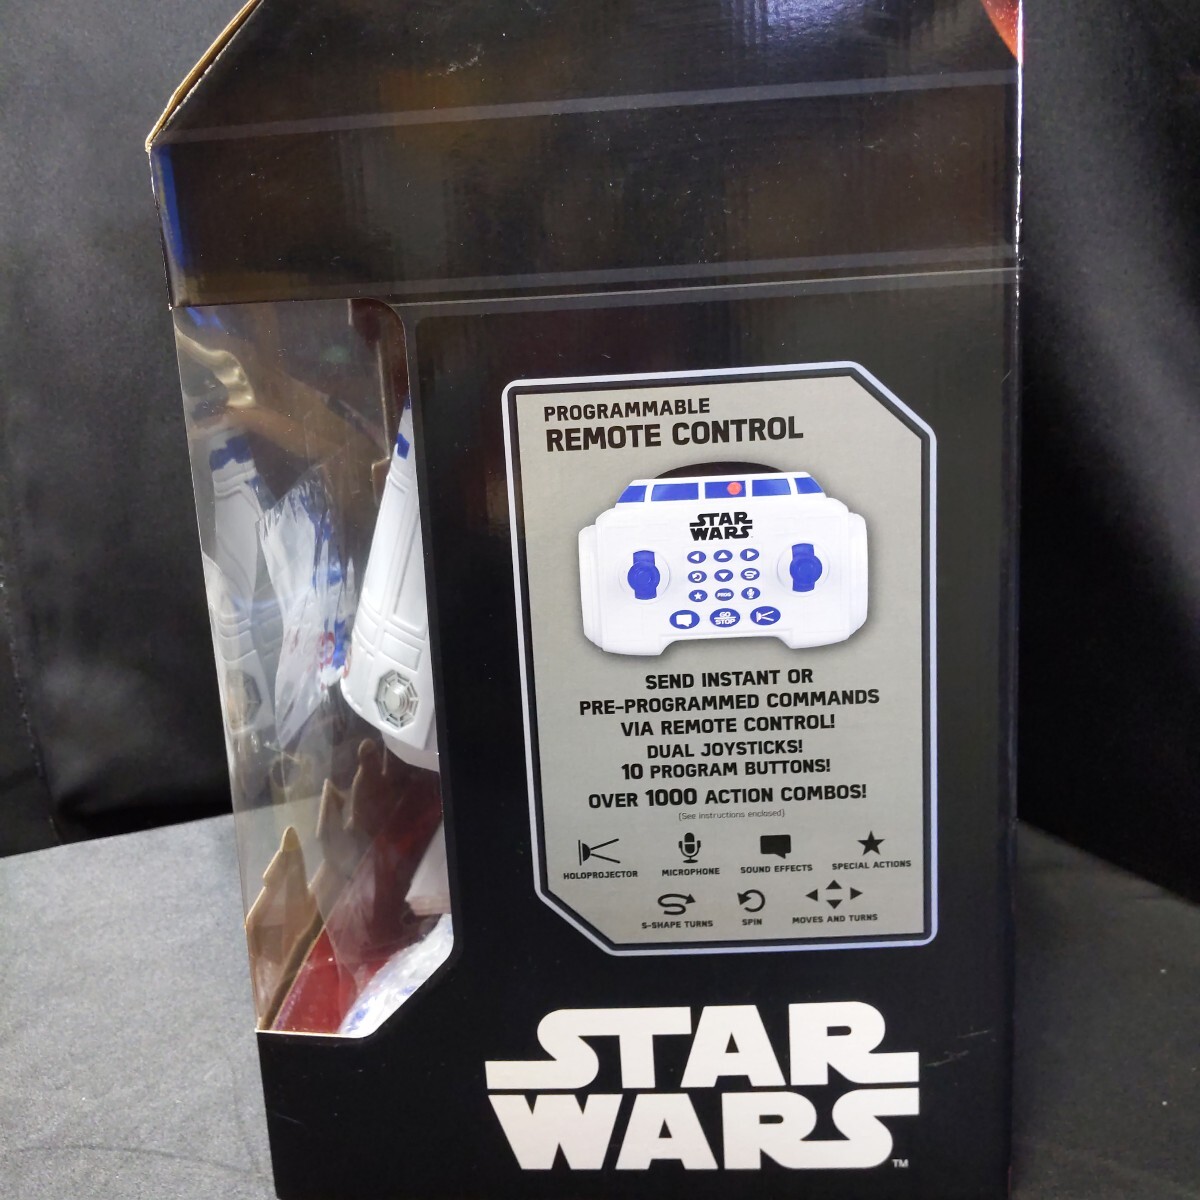 PROGRAMMABLE
REMOTE CONTROL
STAR
WARS
PROG
GO
STOP
SEND INSTANT OR
PRE-PROGRAMMED COMMANDS
VIA REMOTE CONTROL!
DUAL JOYSTICKS!
10 PROGRAM BUTTONS!
OVER 1000 ACTION COMBOS!
(See instructions enclosed)
HOLOPROJECTOR
MICROPHONE
SOUND EFFECTS
SPECIAL ACTIONS
S-SHAPE TURNS
SPIN
MOVES AND TURNS
STAR
WARS
TM